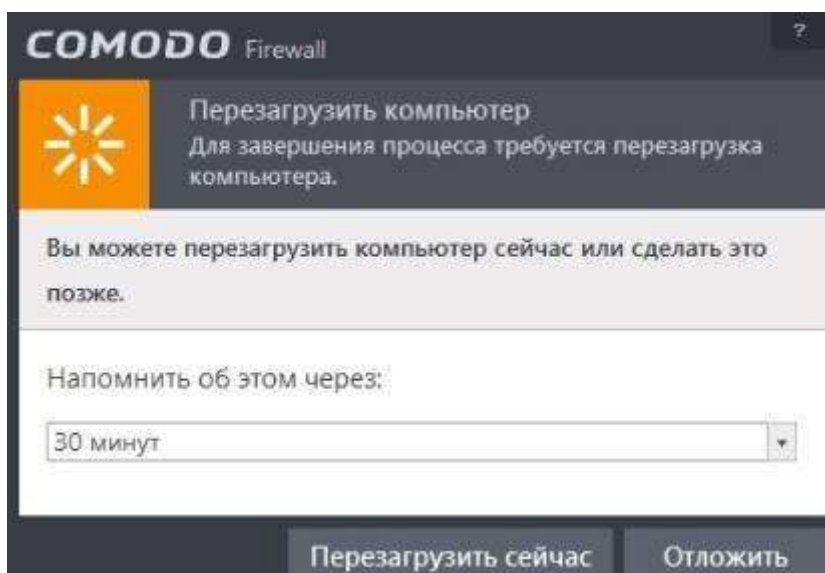 COMODO Firewall
?
Перезагрузить компьютер
Для завершения процесса требуется перезагрузка
компьютера.
Вы можете перезагрузить компьютер сейчас или сделать это
позже.
Напомнить об этом через:
30 минут
Перезагрузить сейчас
Отложить